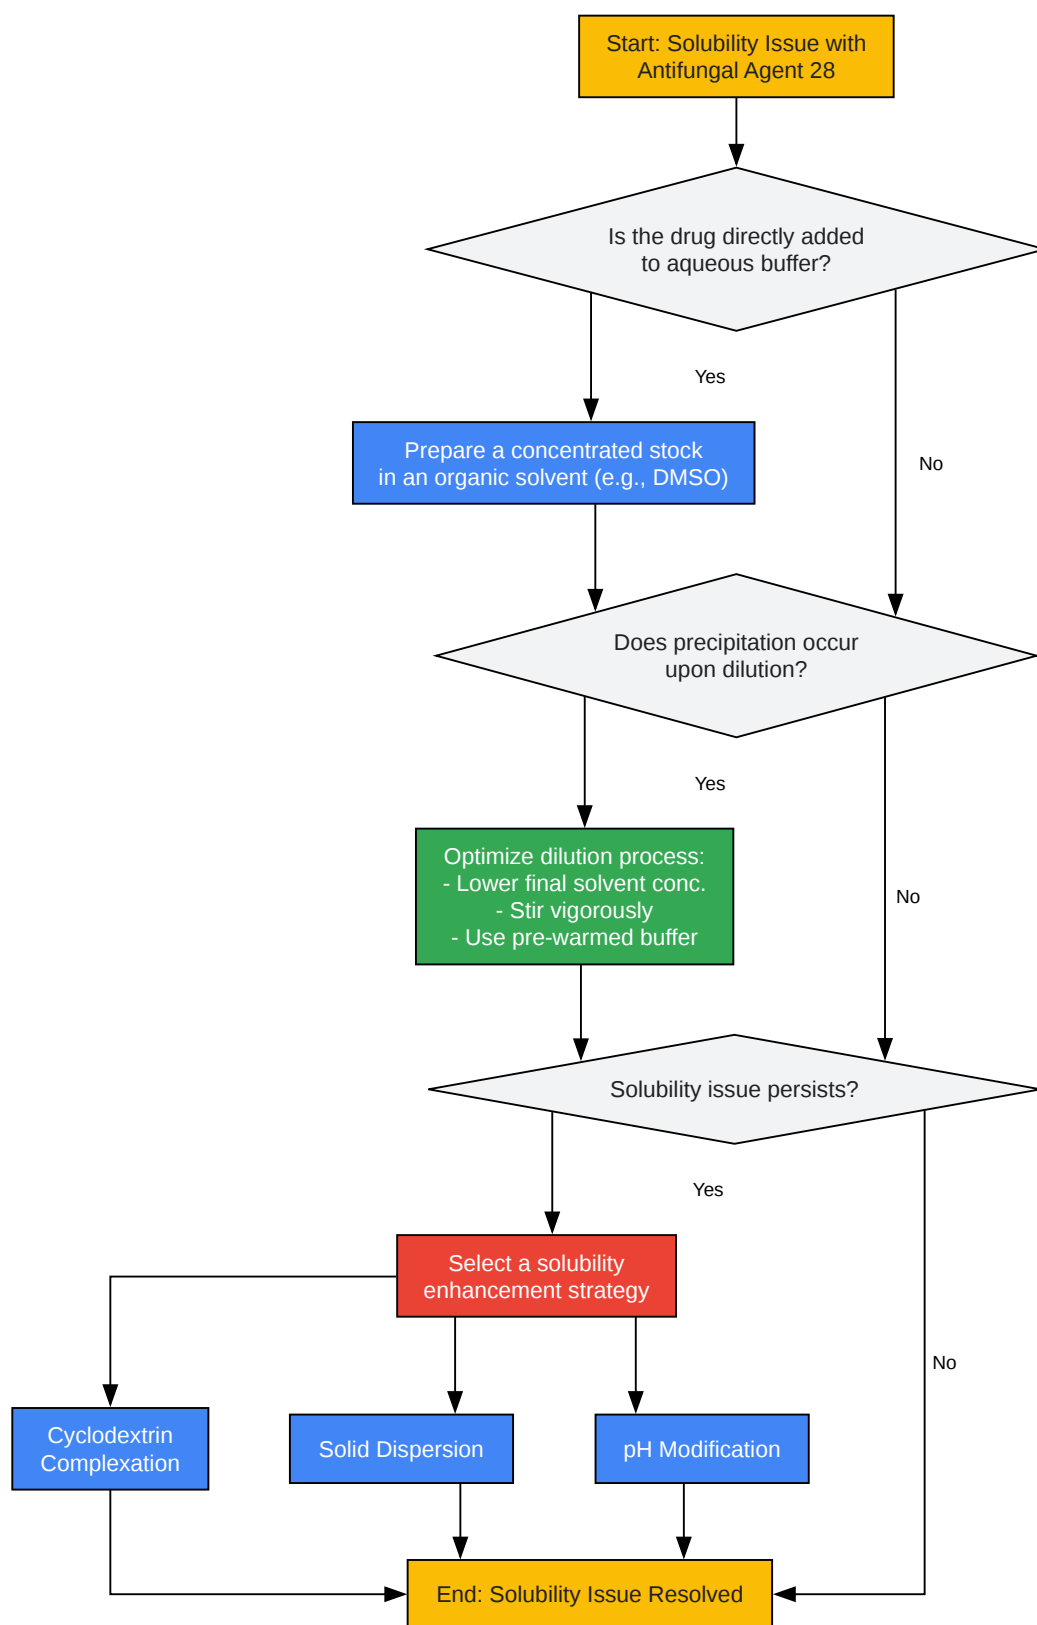 Start: Solubility Issue with
Antifungal Agent 28
Is the drug directly added
to aqueous buffer?
Yes
Prepare a concentrated stock
in an organic solvent (e.g., DMSO)
No
Does precipitation occur
upon dilution?
Yes
Optimize dilution process:
- Lower final solvent conc.
- Stir vigorously
- Use pre-warmed buffer
No
Solubility issue persists?
Yes
Select a solubility
enhancement strategy
No
Cyclodextrin
Complexation
Solid Dispersion
pH Modification
End: Solubility Issue Resolved